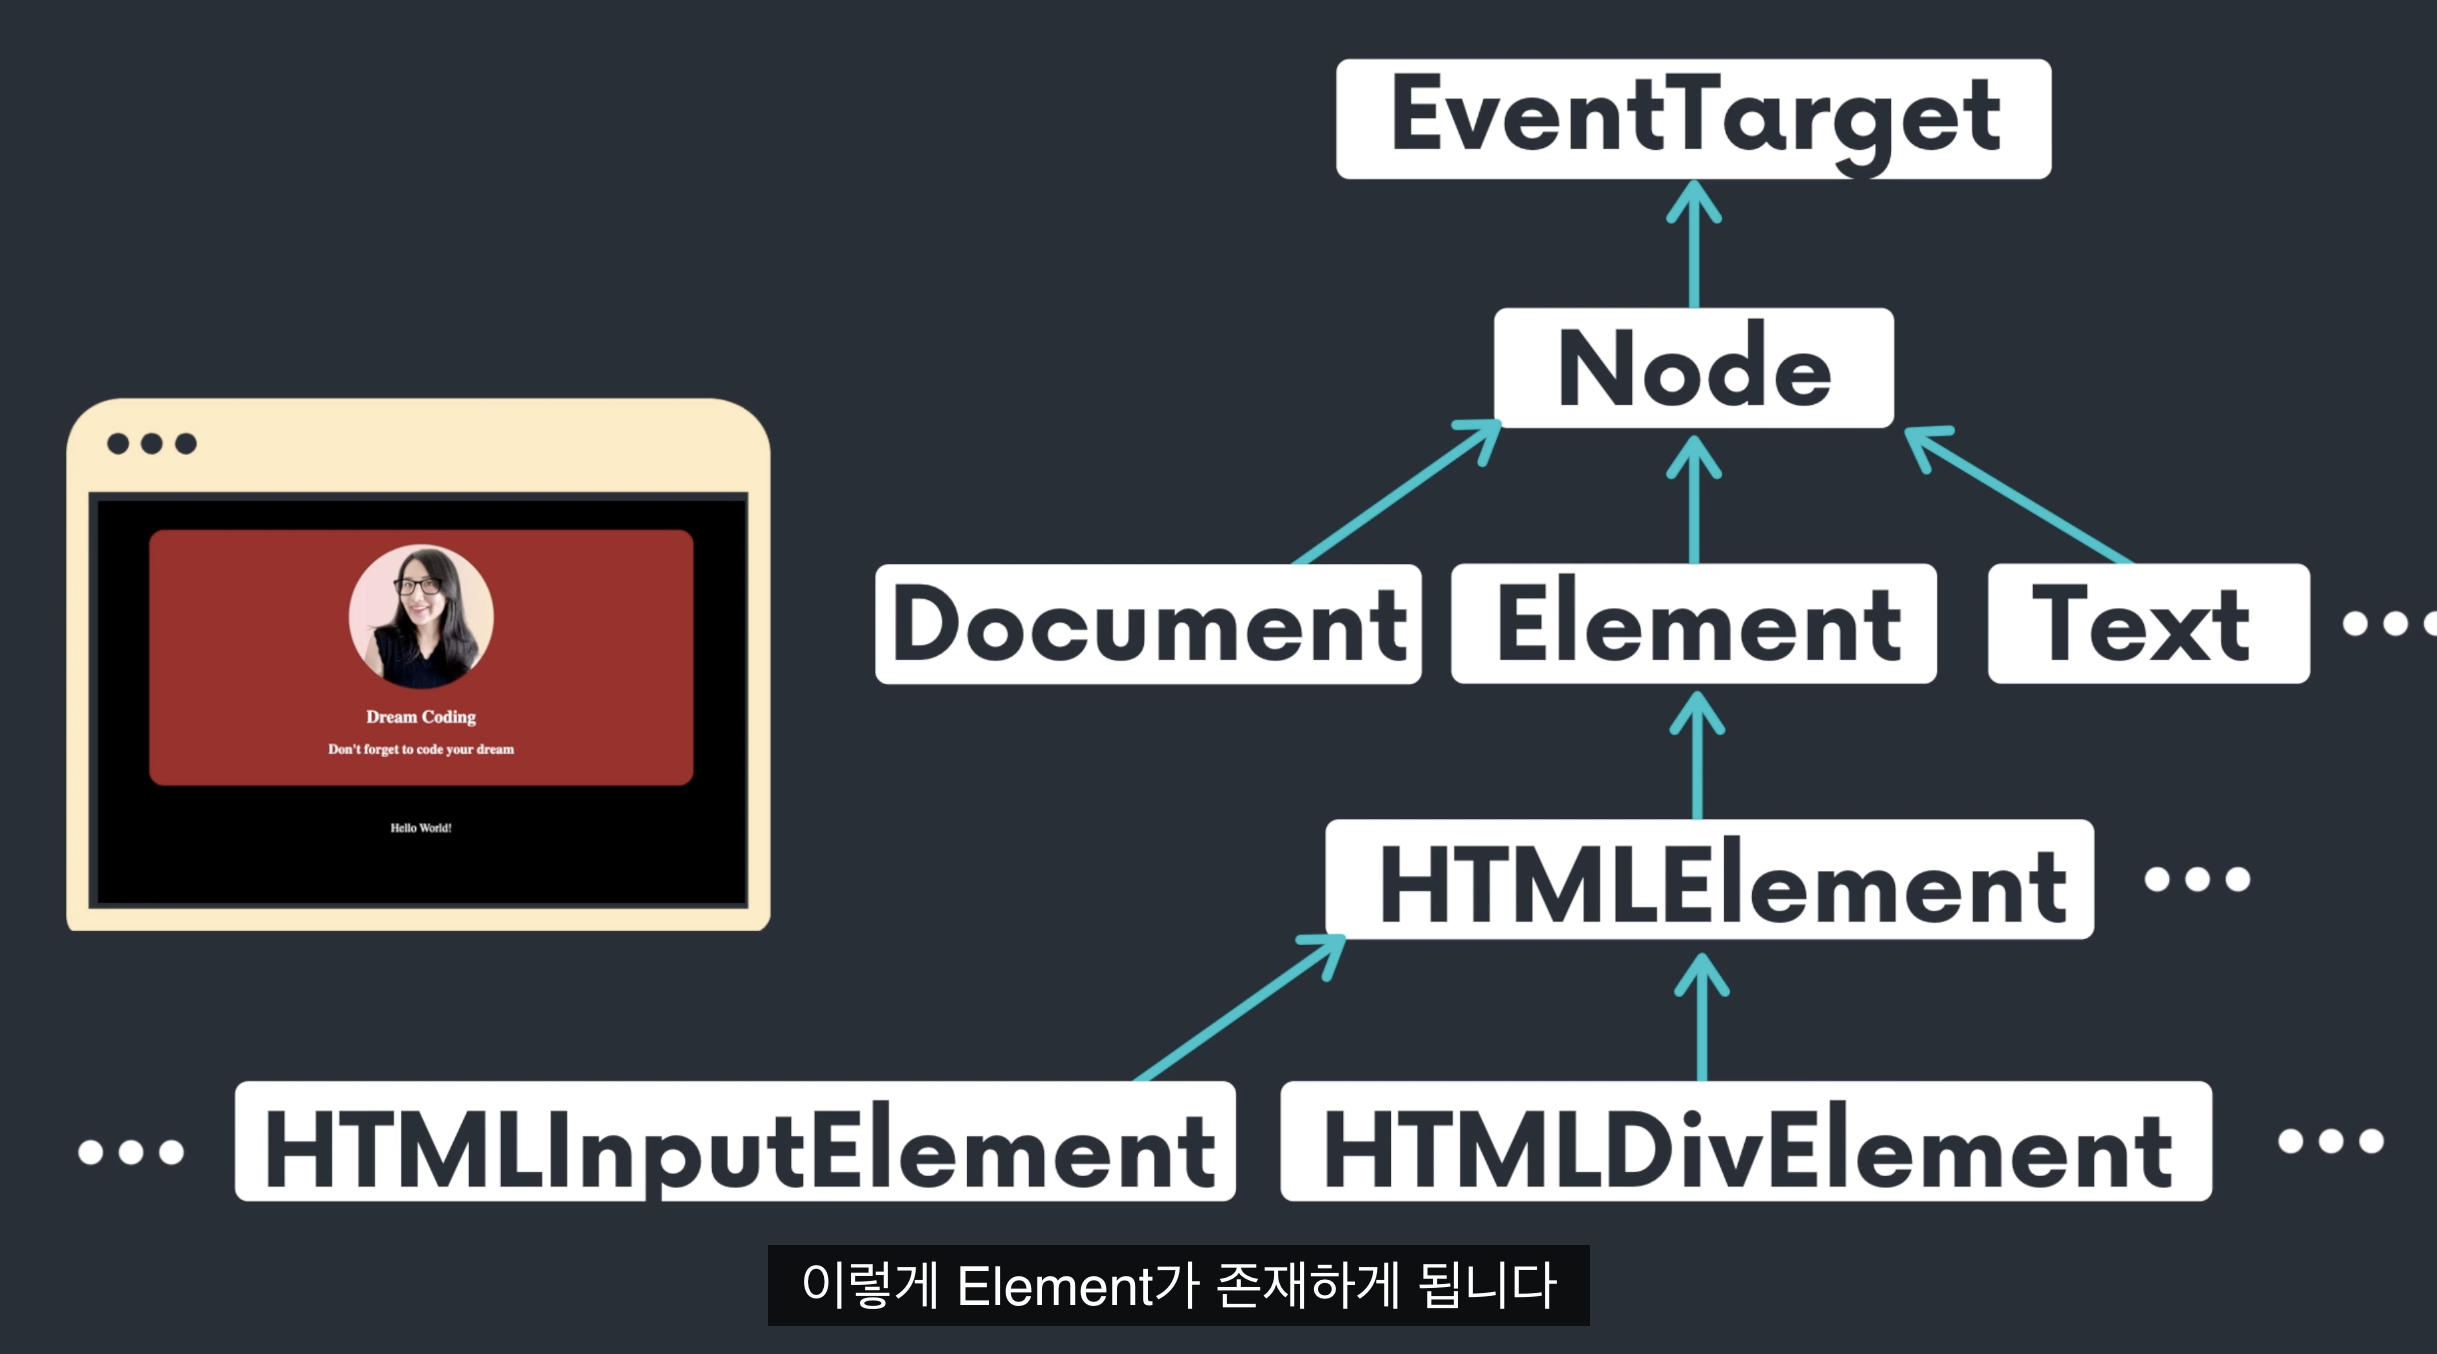 EventTarget
Node
Document
Element
Text
HTMLElement
HTMLInputElement
HTMLDivElement
Dream Coding
Don't forget to code your dream
Hello World!
이렇게 Element가 존재하게 됩니다